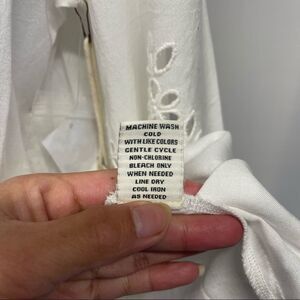 MACHINE WASH
COLD
WITH LIKE COLORS
GENTLE CYCLE
NON-CHLORINE
BLEACH ONLY
WHEN NEEDED
LINE DRY
COOL IRON
AS NEEDED